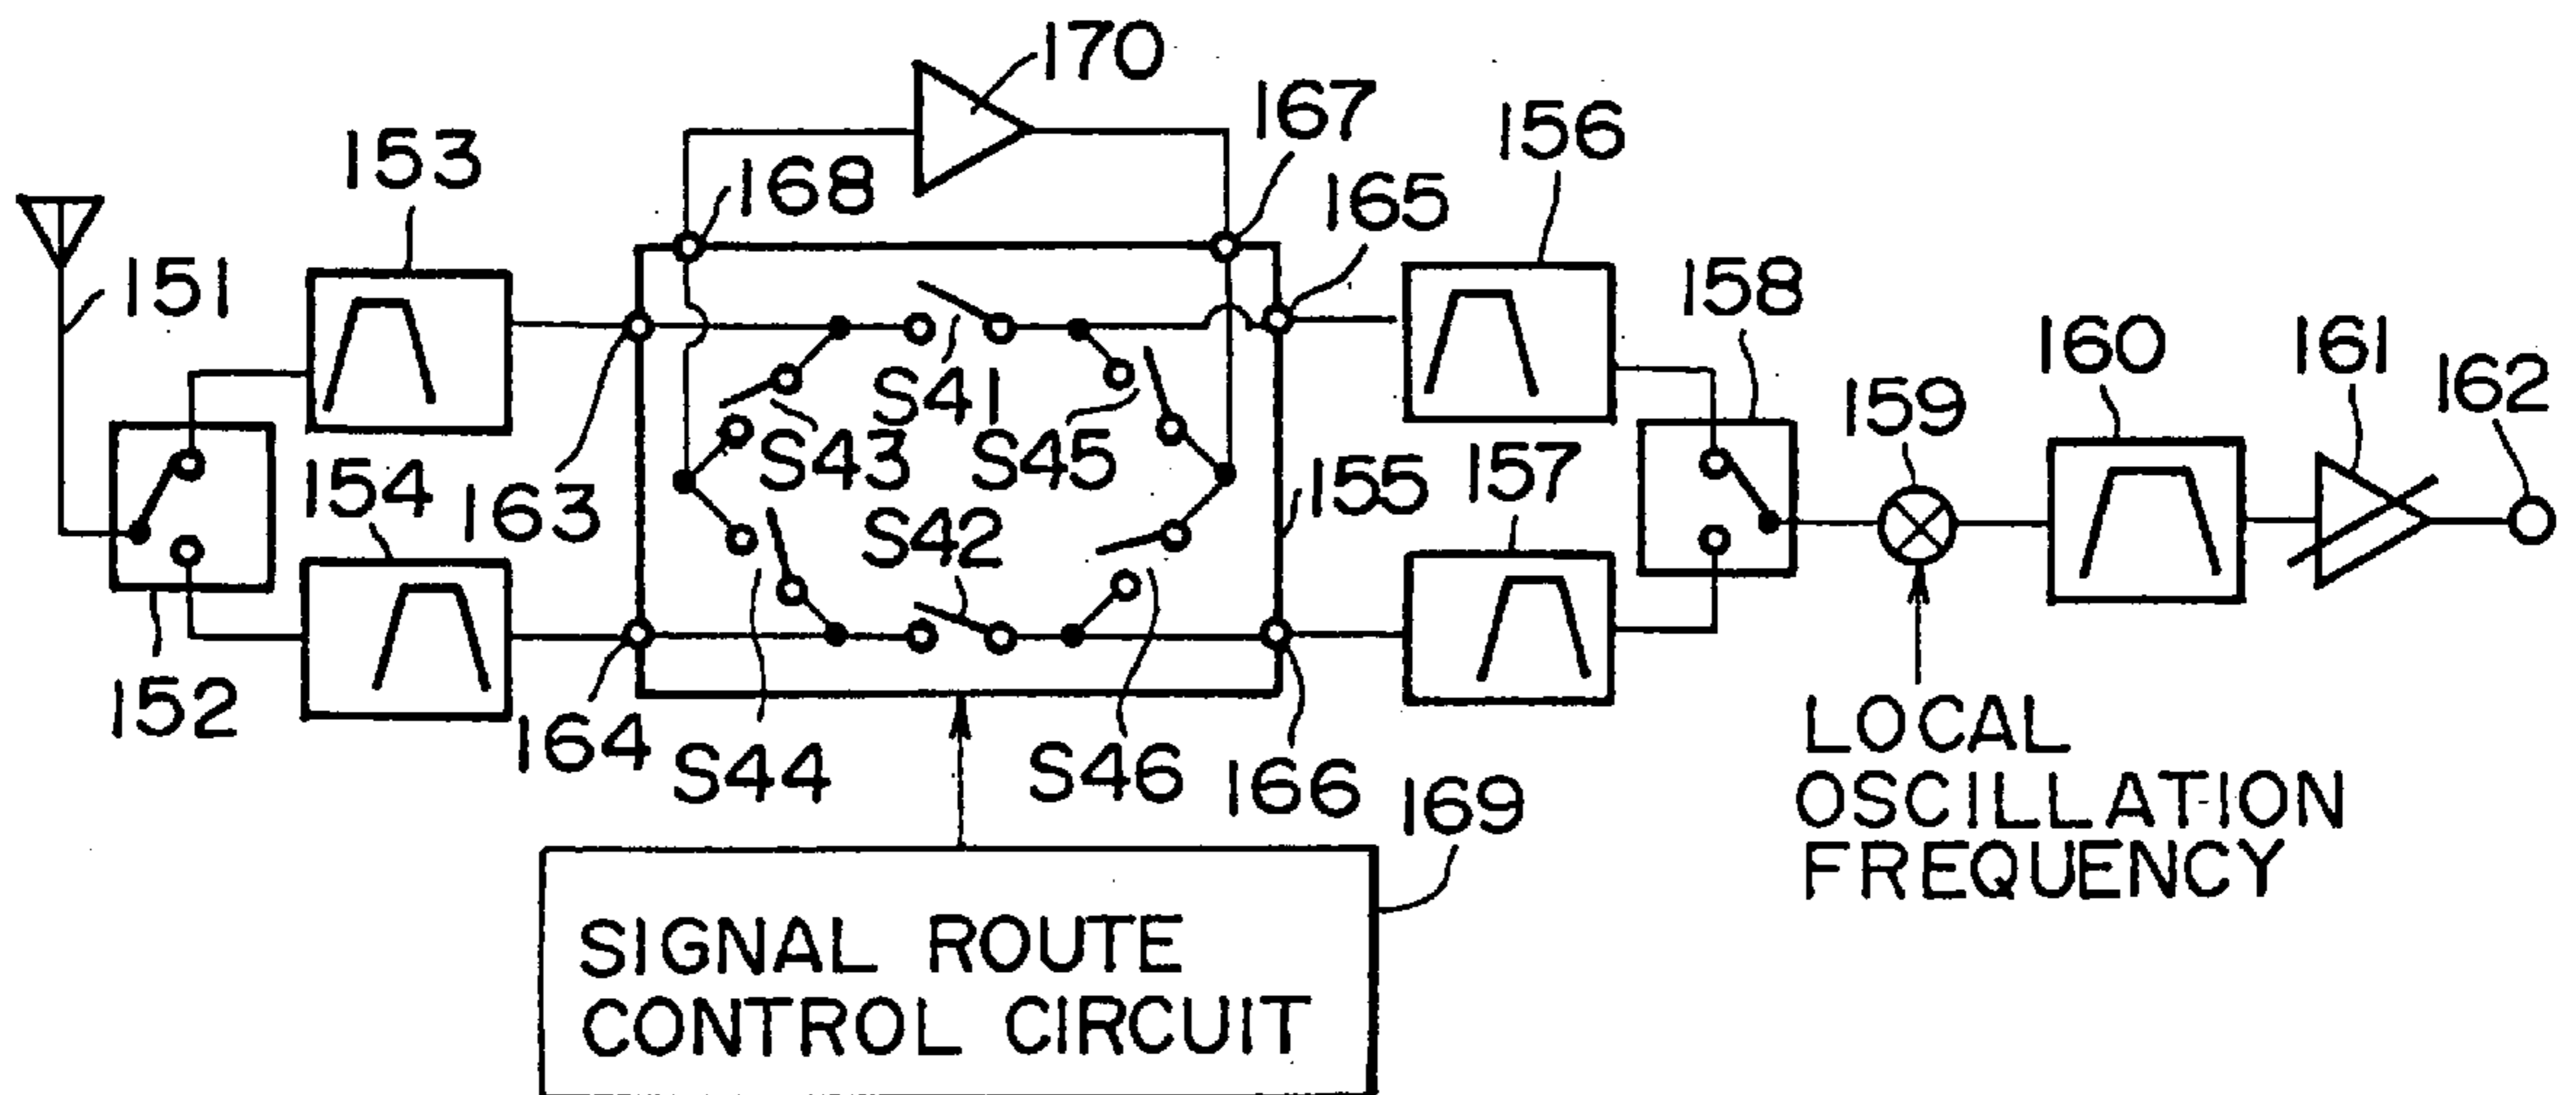 170
167
156
153
168
165
151
158
160
161
162
S41
159
S43
S45
154
163
S42
155
157
152
164
S44
S46
166
169
LOCAL
OSCILLATION
FREQUENCY
SIGNAL ROUTE
CONTROL CIRCUIT